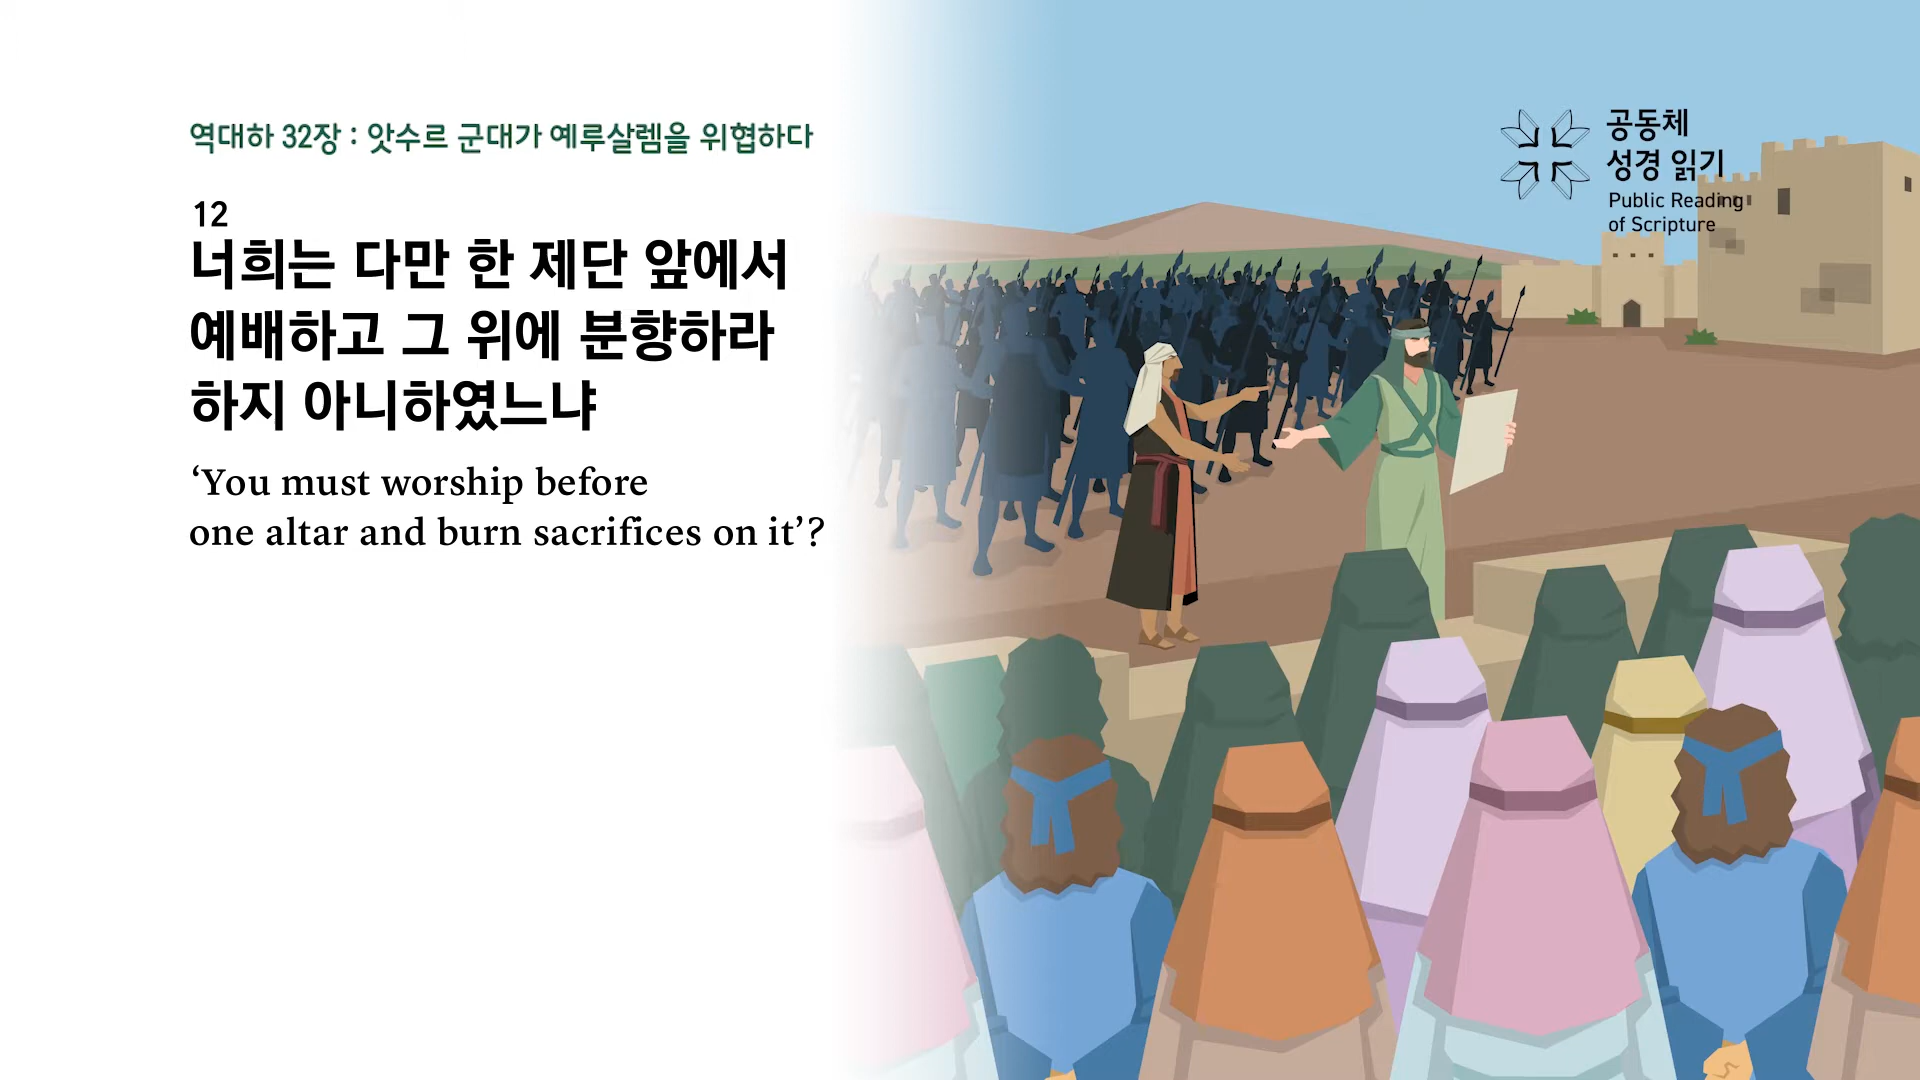 역대하 32장 : 앗수르 군대가 예루살렘을 위협하다
12
너희는 다만 한 제단 앞에서
예배하고 그 위에 분향하라
하지 아니하였느냐
‘You must worship before
one altar and burn sacrifices on it’?
공동체
성경 읽기
Public Reading
of Scripture